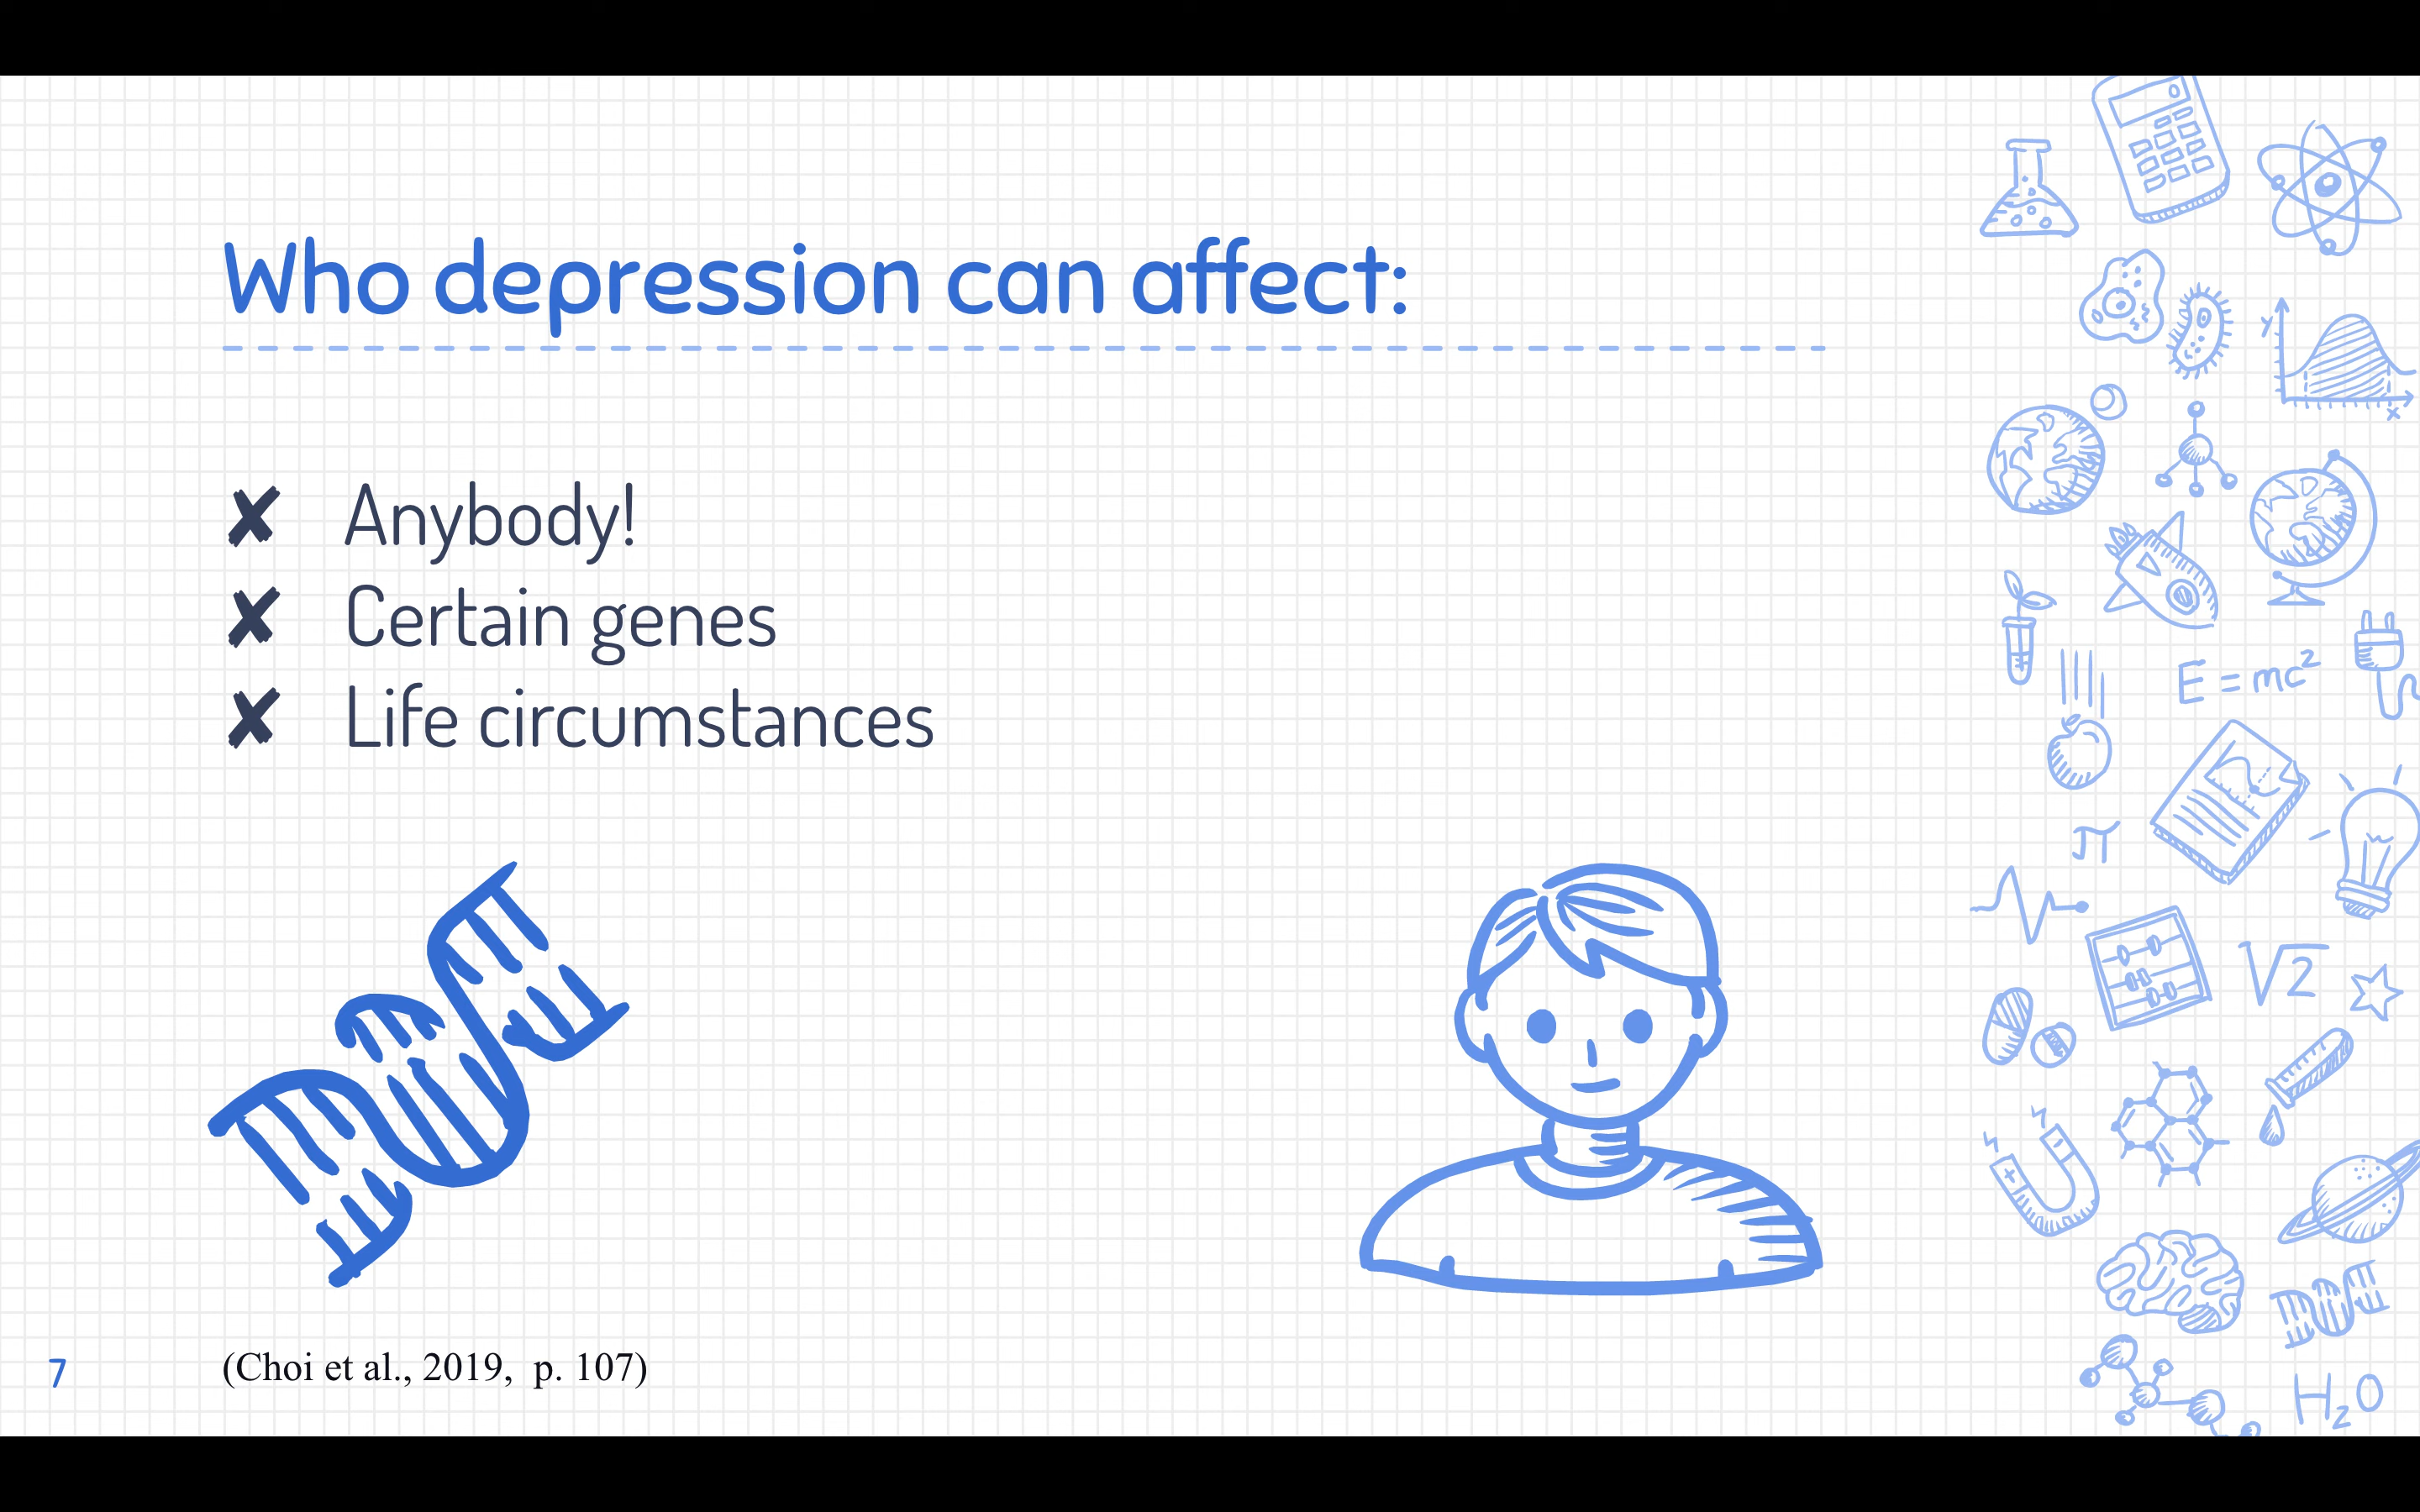 Who depression can affect:
✘ Anybody!
✘ Certain genes
✘ Life circumstances
(Choi et al., 2019,  p. 107)
7
y
x
E = mc²
π
√2
H₂O